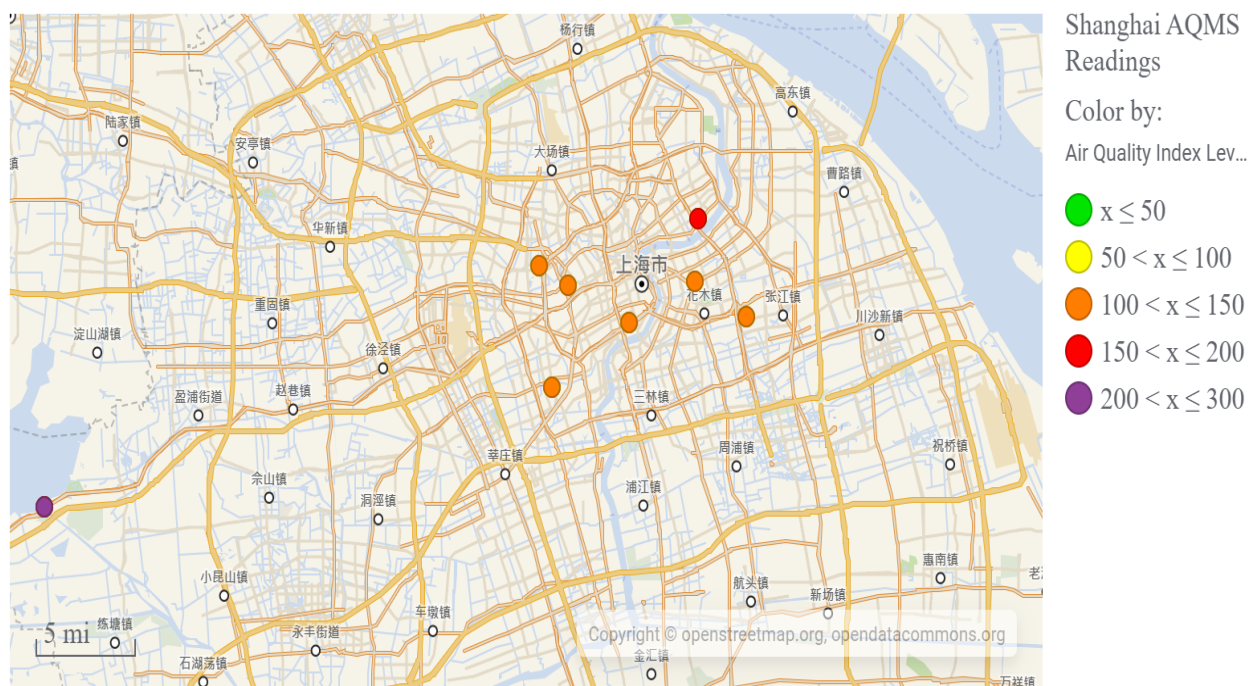 杨行镇
高东镇
陆家镇
安亭镇
大场镇
镇
曹路镇
华新镇
上海市
花木镇
张江镇
重固镇
川沙新镇
淀山湖镇
徐泾镇
赵巷镇
盈浦街道
三林镇
周浦镇
祝桥镇
莘庄镇
佘山镇
浦江镇
洞泾镇
惠南镇
小昆山镇
航头镇
老
新场镇
车墩镇
练塘镇
永丰街道
5 mi
石湖荡镇
金汇镇
万祥镇
Copyright © openstreetmap.org, opendatacommons.org
Shanghai AQMS
Readings
Color by:
Air Quality Index Lev...
x ≤ 50
50 < x ≤ 100
100 < x ≤ 150
150 < x ≤ 200
200 < x ≤ 300